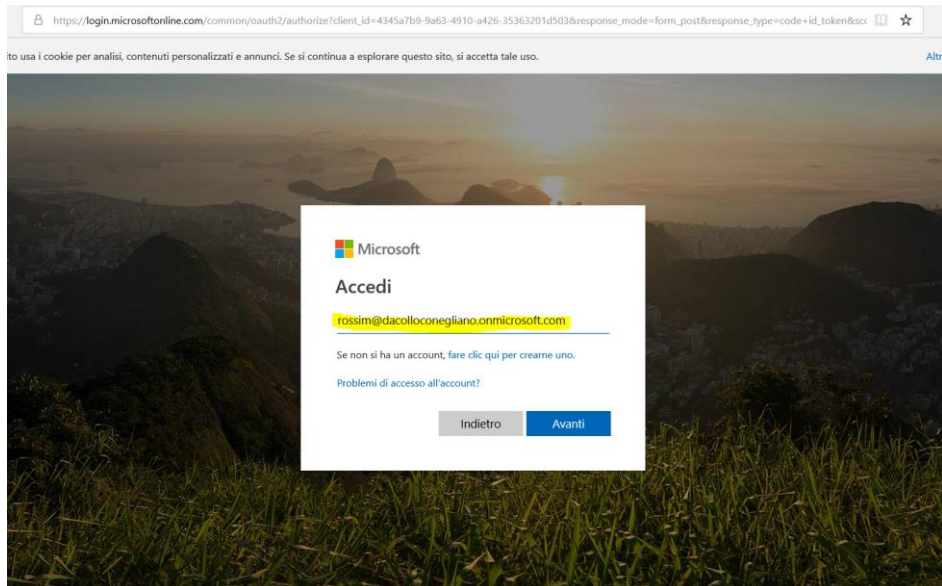 https://login.microsoftonline.com/common/oauth2/authorize?client_id=4345a7b9-9a63-4910-a426-35363201d503&response_mode=form_post&response_type=code+id_token&sco
ito usa i cookie per analisi, contenuti personalizzati e annunci. Se si continua a esplorare questo sito, si accetta tale uso. Altr
Microsoft
Accedi
rossim@dacolloconegliano.onmicrosoft.com
Se non si ha un account, fare clic qui per crearne uno.
Problemi di accesso all'account?
Indietro Avanti